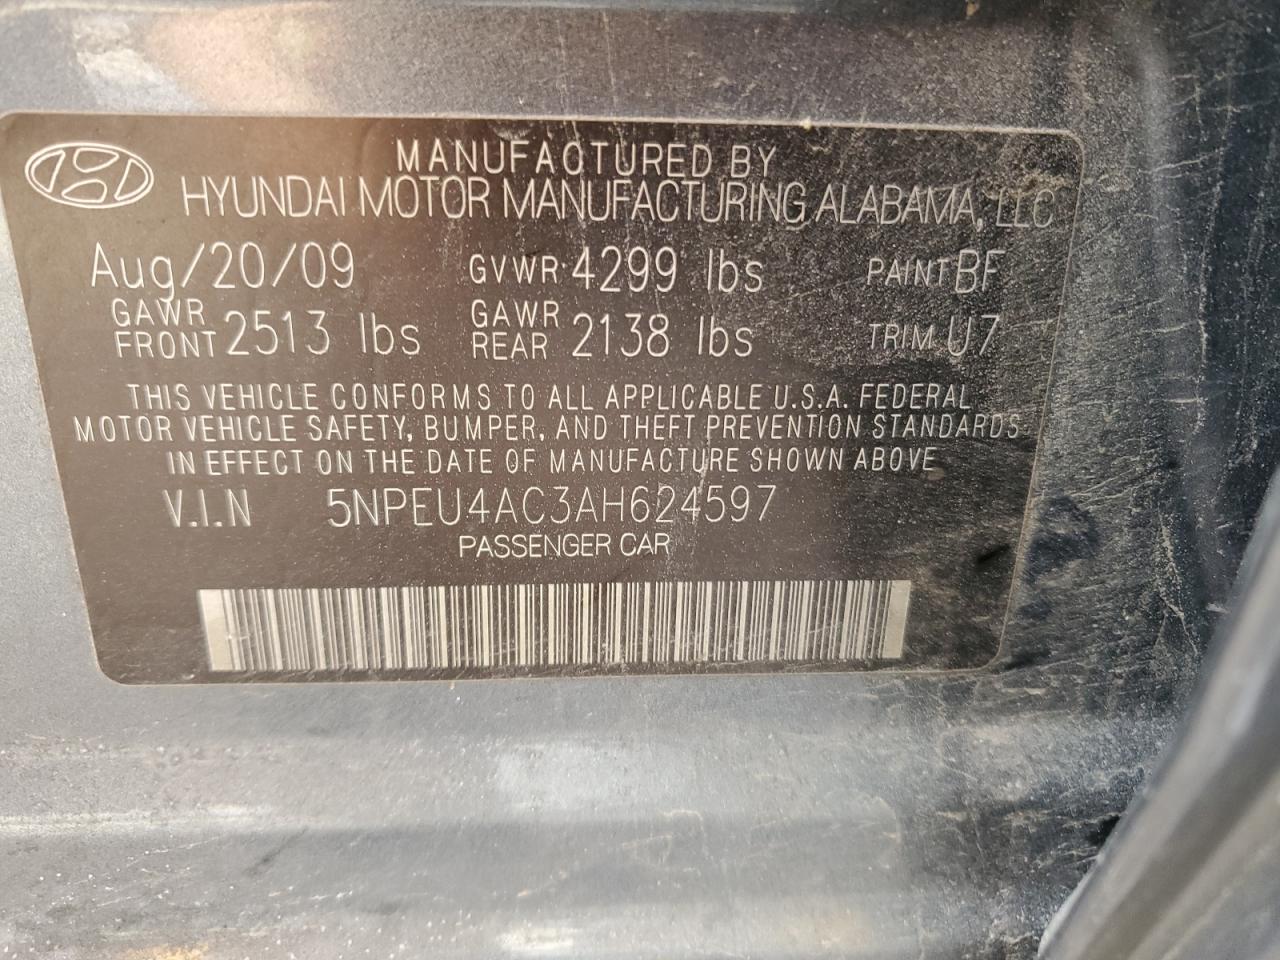 MANUFACTURED BY
HYUNDAI MOTOR MANUFACTURING ALABAMA, LLC
Aug/20/09 GVWR 4299 lbs PAINT BF
GAWR FRONT 2513 lbs GAWR REAR 2138 lbs TRIM U7
THIS VEHICLE CONFORMS TO ALL APPLICABLE U.S.A. FEDERAL
MOTOR VEHICLE SAFETY, BUMPER, AND THEFT PREVENTION STANDARDS
IN EFFECT ON THE DATE OF MANUFACTURE SHOWN ABOVE
V.I.N 5NPEU4AC3AH624597
PASSENGER CAR